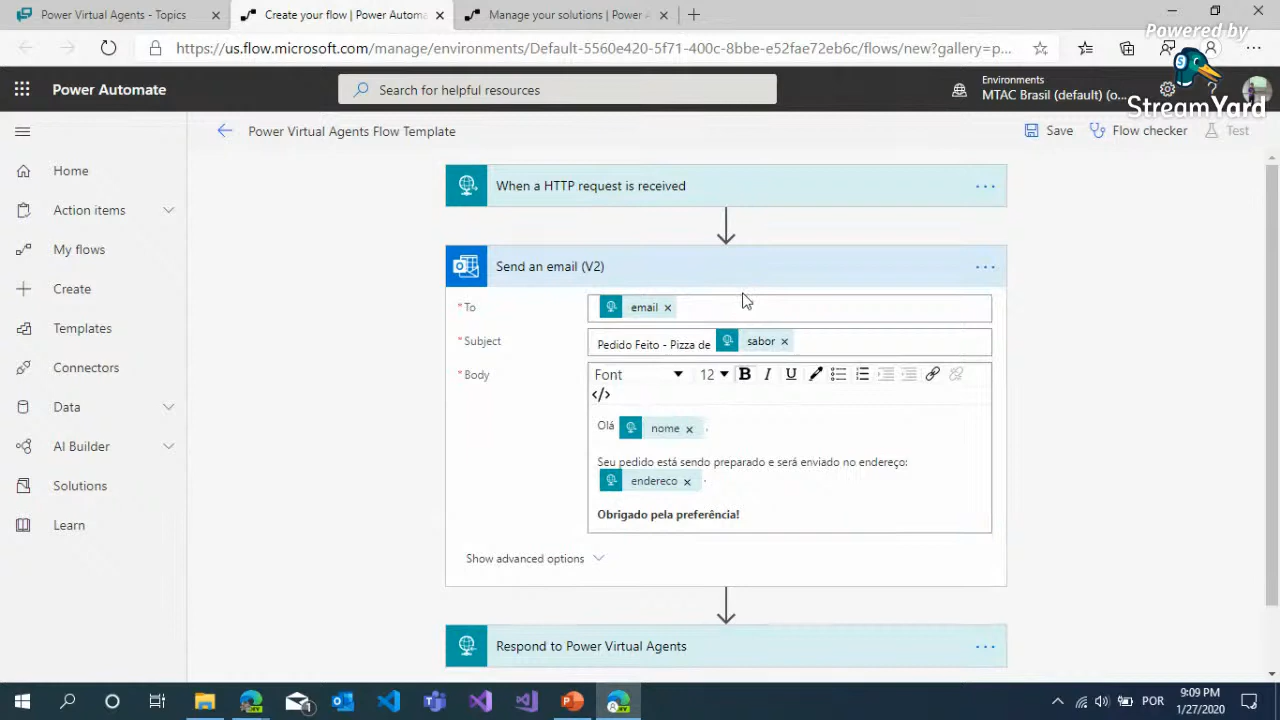 Power Virtual Agents - Topics
Create your flow | Power Automa
Manage your solutions | Power A
https://us.flow.microsoft.com/manage/environments/Default-5560e420-5f71-400c-8bbe-e52fae72eb6c/flows/new?gallery=p...
Powered by
StreamYard
Power Automate
Search for helpful resources
Environments
MTAC Brasil (default) (o...
Power Virtual Agents Flow Template
Save
Flow checker
Test
Home
Action items
My flows
Create
Templates
Connectors
Data
AI Builder
Solutions
Learn
When a HTTP request is received
Send an email (V2)
* To
email
* Subject
Pedido Feito - Pizza de sabor
* Body
Font 12 B I U
</>
Olá nome ,
Seu pedido está sendo preparado e será enviado no endereço:
endereco .
Obrigado pela preferência!
Show advanced options
Respond to Power Virtual Agents
POR
9:09 PM
1/27/2020